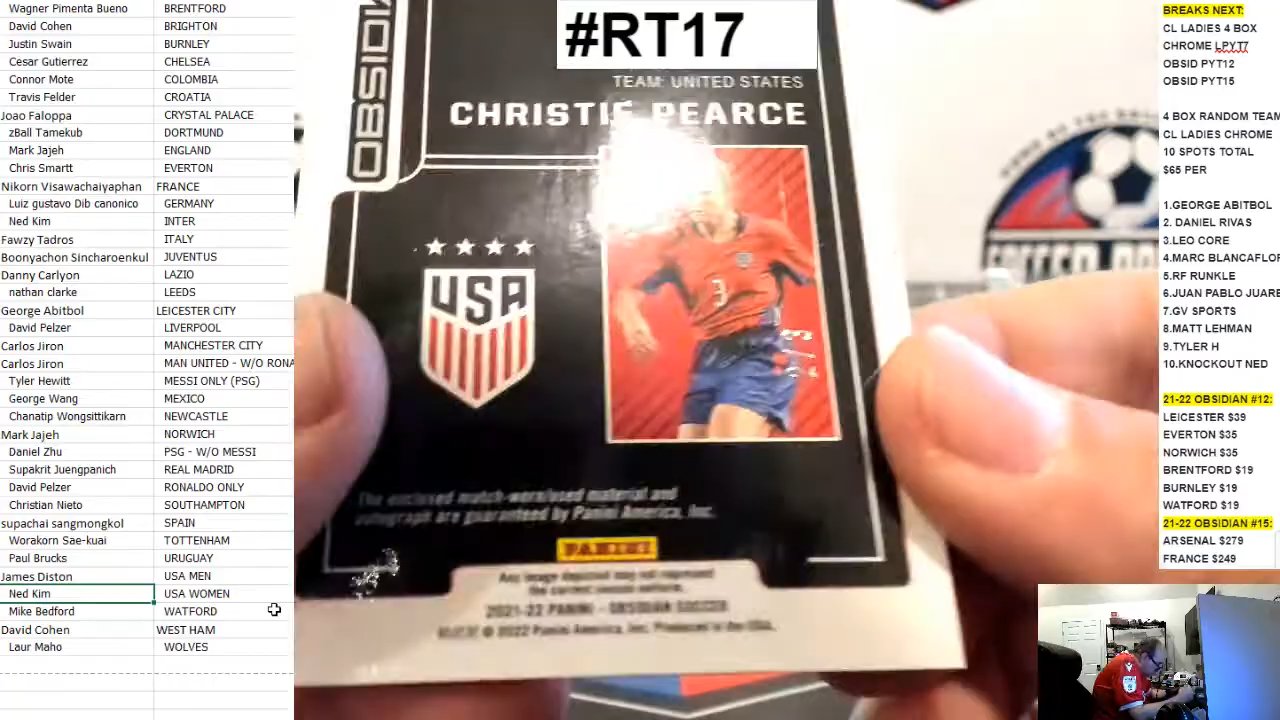 Wagner Pimenta Bueno BRENTFORD
David Cohen BRIGHTON
Justin Swain BURNLEY
Cesar Gutierrez CHELSEA
Connor Mote COLOMBIA
Travis Felder CROATIA
Joao Faloppa CRYSTAL PALACE
zBall Tamekub DORTMUND
Mark Jajeh ENGLAND
Chris Smartt EVERTON
Nikorn Visawachaiyaphan FRANCE
Luiz gustavo Dib canonico GERMANY
Ned Kim INTER
Fawzy Tadros ITALY
Boonyachon Sincharoenkul JUVENTUS
Danny Carlyon LAZIO
nathan clarke LEEDS
George Abitbol LEICESTER CITY
David Pelzer LIVERPOOL
Carlos Jiron MANCHESTER CITY
Carlos Jiron MAN UNITED - W/O RONA
Tyler Hewitt MESSI ONLY (PSG)
George Wang MEXICO
Chanatip Wongsittikarn NEWCASTLE
Mark Jajeh NORWICH
Daniel Zhu PSG - W/O MESSI
Supakrit Juengpanich REAL MADRID
David Pelzer RONALDO ONLY
Christian Nieto SOUTHAMPTON
supachai sangmongkol SPAIN
Worakorn Sae-kuai TOTTENHAM
Paul Brucks URUGUAY
James Diston USA MEN
Ned Kim USA WOMEN
Mike Bedford WATFORD
David Cohen WEST HAM
Laur Maho WOLVES
#RT17
OBSIDIAN
TEAM: UNITED STATES
CHRISTIE PEARCE
USA
3
The enclosed match-worn/used material and
autograph are guaranteed by Panini America, Inc.
PANINI
Any image depicted may not represent
the current season uniform.
2021-22 PANINI - OBSIDIAN SOCCER
© 2022 Panini America, Inc. Produced in the USA.
BREAKS NEXT:
CL LADIES 4 BOX
CHROME LPYT7
OBSID PYT12
OBSID PYT15
4 BOX RANDOM TEAM
CL LADIES CHROME
10 SPOTS TOTAL
$65 PER
1.GEORGE ABITBOL
2. DANIEL RIVAS
3.LEO CORE
4.MARC BLANCAFLOR
5.RF RUNKLE
6.JUAN PABLO JUARE
7.GV SPORTS
8.MATT LEHMAN
9.TYLER H
10.KNOCKOUT NED
21-22 OBSIDIAN #12:
LEICESTER $39
EVERTON $35
NORWICH $35
BRENTFORD $19
BURNLEY $19
WATFORD $19
21-22 OBSIDIAN #15:
ARSENAL $279
FRANCE $249